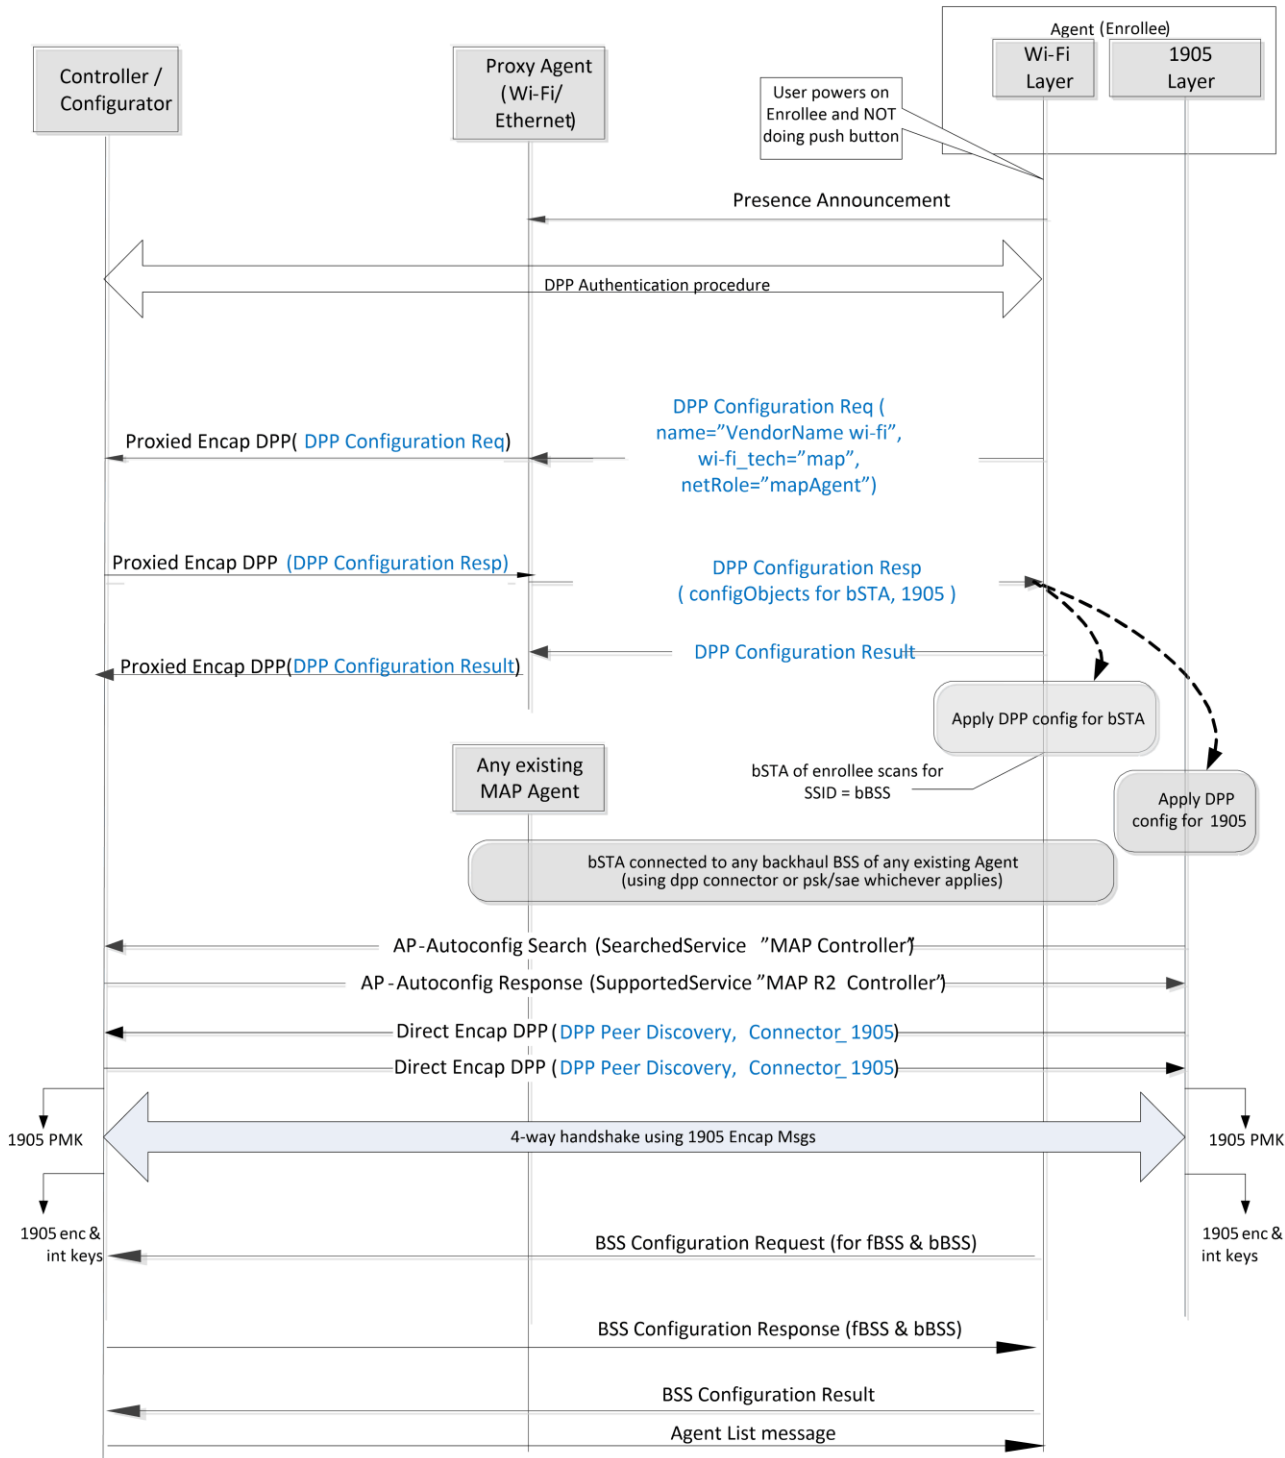 Agent (Enrollee)
Controller /
Configurator
Proxy Agent
(Wi-Fi/
Ethernet)
Wi-Fi
Layer
1905
Layer
User powers on
Enrollee and NOT
doing push button
Presence Announcement
DPP Authentication procedure
DPP Configuration Req (
name=”VendorName wi-fi”,
wi-fi_tech=”map”,
netRole=”mapAgent”)
Proxied Encap DPP( DPP Configuration Req)
Proxied Encap DPP (DPP Configuration Resp)
DPP Configuration Resp
( configObjects for bSTA, 1905 )
DPP Configuration Result
Proxied Encap DPP(DPP Configuration Result)
Apply DPP config for bSTA
Any existing
MAP Agent
bSTA of enrollee scans for
SSID = bBSS
Apply DPP
config for 1905
bSTA connected to any backhaul BSS of any existing Agent
(using dpp connector or psk/sae whichever applies)
AP-Autoconfig Search (SearchedService ”MAP Controller”)
AP-Autoconfig Response (SupportedService ”MAP R2 Controller”)
Direct Encap DPP (DPP Peer Discovery, Connector_1905)
Direct Encap DPP (DPP Peer Discovery, Connector_1905)
1905 PMK
4-way handshake using 1905 Encap Msgs
1905 PMK
1905 enc &
int keys
1905 enc &
int keys
BSS Configuration Request (for fBSS & bBSS)
BSS Configuration Response (fBSS & bBSS)
BSS Configuration Result
Agent List message